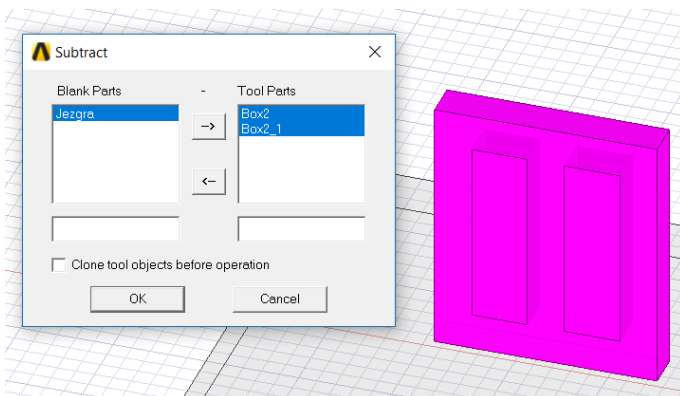 Subtract
Blank Parts - Tool Parts
Jezgra
Box2
Box2_1
-->
<--
Clone tool objects before operation
OK Cancel